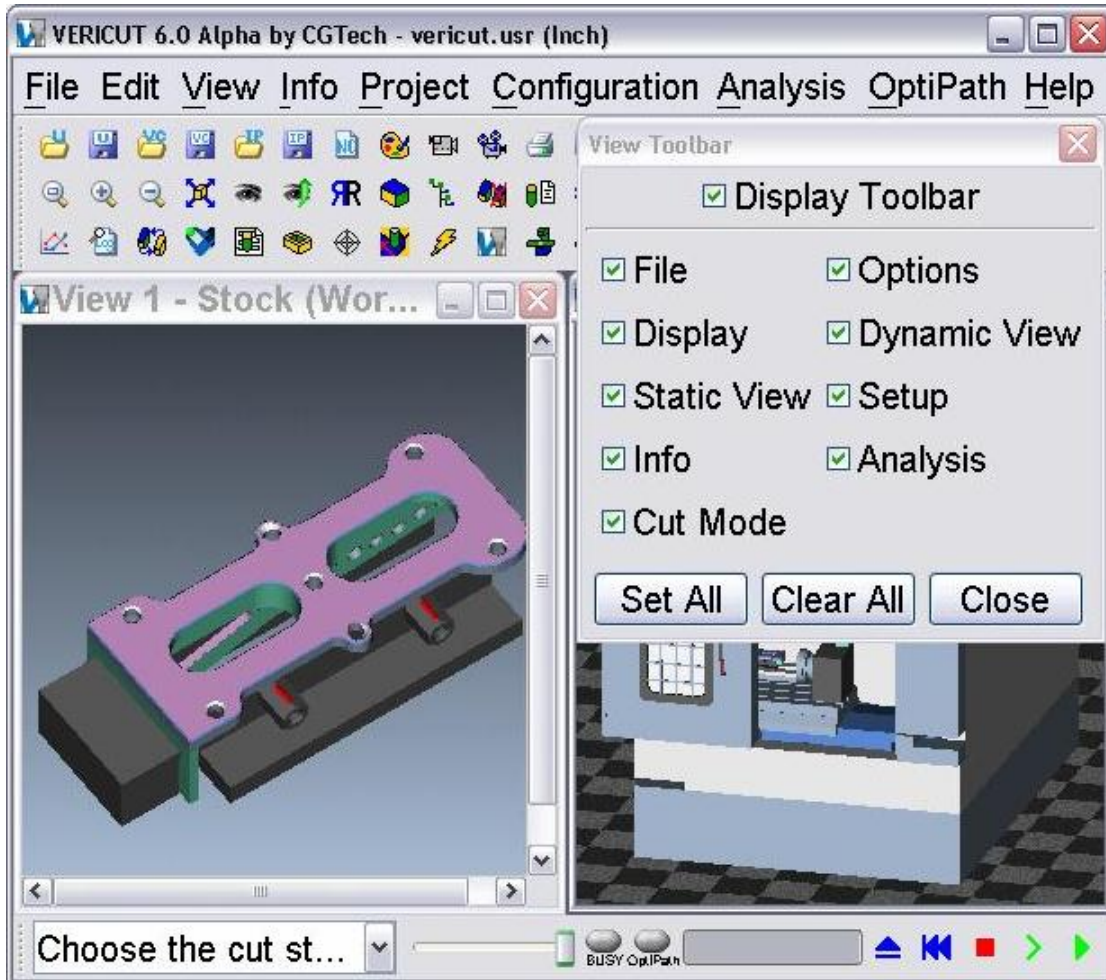 VERICUT 6.0 Alpha by CGTech - vericut.usr (Inch)
File Edit View Info Project Configuration Analysis OptiPath Help
View Toolbar
Display Toolbar
File Options
Display Dynamic View
Static View Setup
Info Analysis
Cut Mode
Set All Clear All Close
View 1 - Stock (Wor...
Choose the cut st...
BUSY OptiPath